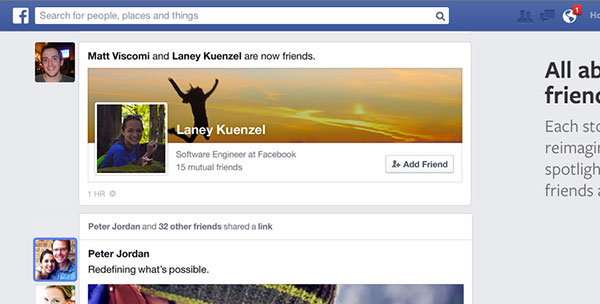 f
Search for people, places and things
1
Ho
Matt Viscomi and Laney Kuenzel are now friends.
Laney Kuenzel
Software Engineer at Facebook
15 mutual friends
Add Friend
1 HR
Peter Jordan and 32 other friends shared a link
Peter Jordan
Redefining what's possible.
All ab
friend
Each sto
reimagin
spotligh
friends a